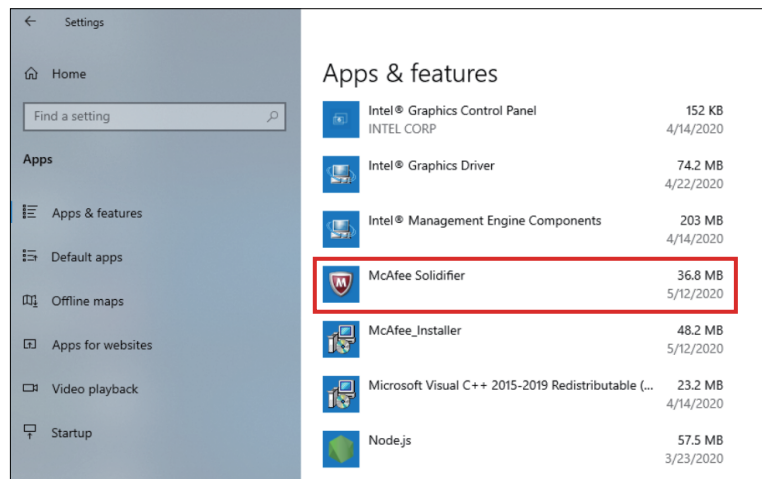 Settings
Home
Find a setting
Apps
Apps & features
Default apps
Offline maps
Apps for websites
Video playback
Startup
Apps & features
Intel® Graphics Control Panel 152 KB
INTEL CORP 4/14/2020
Intel® Graphics Driver 74.2 MB
4/22/2020
Intel® Management Engine Components 203 MB
4/14/2020
McAfee Solidifier 36.8 MB
5/12/2020
McAfee_Installer 48.2 MB
5/12/2020
Microsoft Visual C++ 2015-2019 Redistributable (... 23.2 MB
4/14/2020
Node.js 57.5 MB
3/23/2020